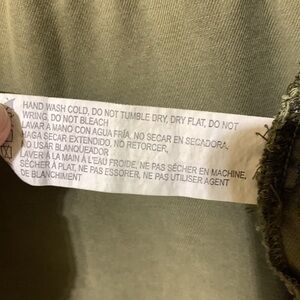 HAND WASH COLD, DO NOT TUMBLE DRY, DRY FLAT, DO NOT
WRING, DO NOT BLEACH
LAVAR A MANO CON AGUA FRÍA, NO SECAR EN SECADORA,
HAGA SECAR EXTENDIDO, NO RETORCER,
NO USAR BLANQUEADOR
LAVER À LA MAIN À L'EAU FROIDE, NE PAS SÉCHER EN MACHINE,
SÉCHER À PLAT, NE PAS ESSORER, NE PAS UTILISER AGENT
DE BLANCHIMENT